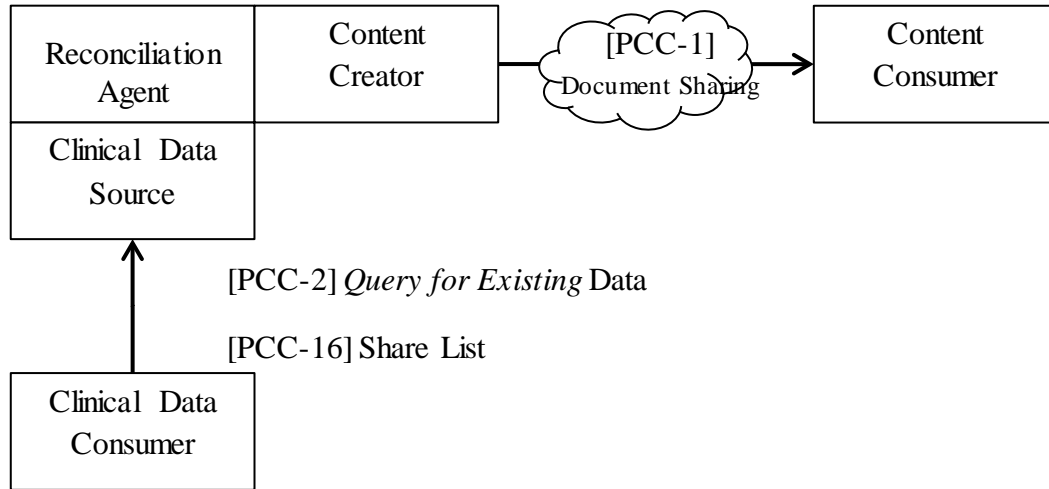 Reconciliation
Agent
Content
Creator
[PCC-1]
Document Sharing
Content
Consumer
Clinical Data
Source
[PCC-2] Query for Existing Data
[PCC-16] Share List
Clinical Data
Consumer